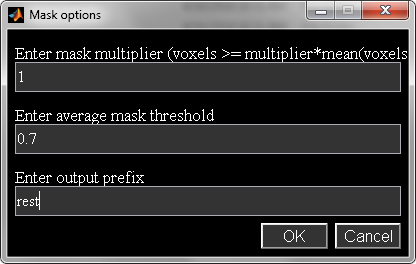 Mask options
Enter mask multiplier (voxels >= multiplier*mean(voxels
1
Enter average mask threshold
0.7
Enter output prefix
rest
OK Cancel